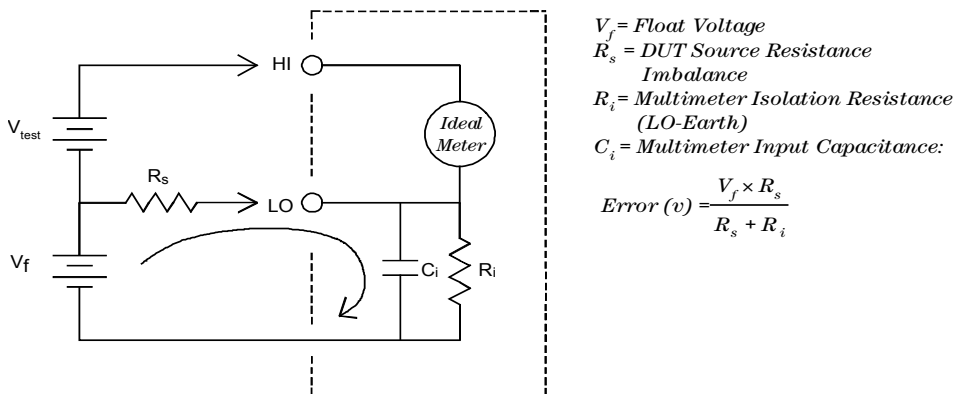 HI
V_test
Ideal
Meter
R_s
LO
V_f
C_i
R_i
V_f = Float Voltage
R_s = DUT Source Resistance
Imbalance
R_i = Multimeter Isolation Resistance
(LO-Earth)
C_i = Multimeter Input Capacitance:
Error (v) = V_f × R_s / R_s + R_i